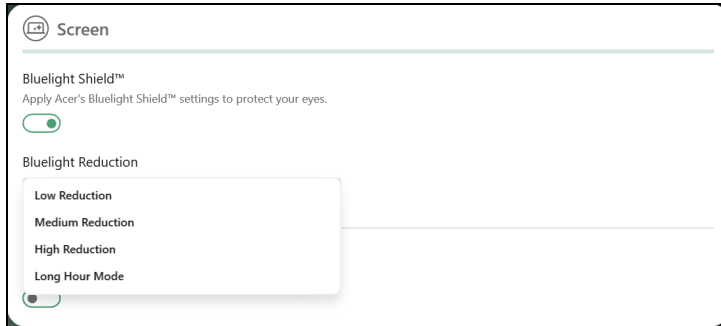 Screen
Bluelight Shield™
Apply Acer's Bluelight Shield™ settings to protect your eyes.
Bluelight Reduction
Low Reduction
Medium Reduction
High Reduction
Long Hour Mode